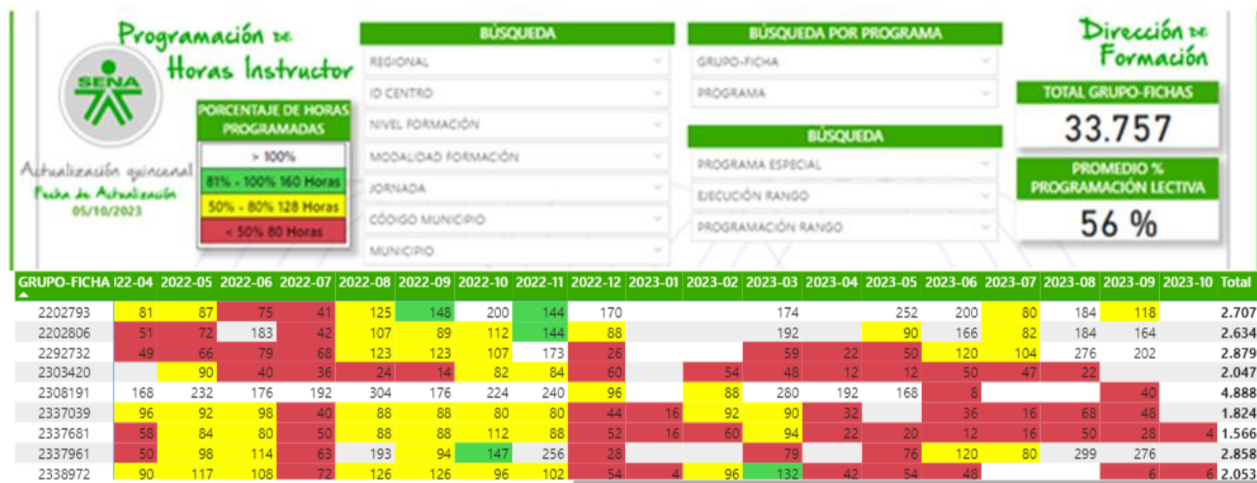 Programación DE
Horas Instructor
SENA
Actualización quincenal
Fecha de Actualización
05/10/2023
PORCENTAJE DE HORAS
PROGRAMADAS
> 100%
81% - 100% 160 Horas
50% - 80% 128 Horas
< 50% 80 Horas
BÚSQUEDA
REGIONAL
ID CENTRO
NIVEL FORMACIÓN
MODALIDAD FORMACIÓN
JORNADA
CÓDIGO MUNICIPIO
MUNICIPIO
BÚSQUEDA POR PROGRAMA
GRUPO-FICHA
PROGRAMA
BÚSQUEDA
PROGRAMA ESPECIAL
EJECUCIÓN RANGO
PROGRAMACIÓN RANGO
Dirección DE
Formación
TOTAL GRUPO-FICHAS
33.757
PROMEDIO %
PROGRAMACIÓN LECTIVA
56 %
GRUPO-FICHA 022-04 2022-05 2022-06 2022-07 2022-08 2022-09 2022-10 2022-11 2022-12 2023-01 2023-02 2023-03 2023-04 2023-05 2023-06 2023-07 2023-08 2023-09 2023-10 Total
2202793 81 87 75 41 125 148 200 144 170 174 252 200 80 184 118 2.707
2202806 51 72 183 42 107 89 112 144 88 192 90 166 82 184 164 2.634
2292732 49 66 79 68 123 123 107 173 26 59 22 50 120 104 276 202 2.879
2303420 90 40 36 24 14 82 84 60 54 48 12 12 50 47 22 2.047
2308191 168 232 176 192 304 176 224 240 96 88 280 192 168 8 40 4.888
2337039 96 92 98 40 88 88 80 80 44 16 92 90 32 36 16 68 48 1.824
2337681 58 84 80 50 88 88 112 88 52 16 60 94 22 20 12 16 50 28 4 1.566
2337961 50 98 114 63 193 94 147 256 28 79 76 120 80 299 276 2.858
2338972 90 117 108 72 126 126 96 102 54 4 96 132 42 54 48 6 6 2.053